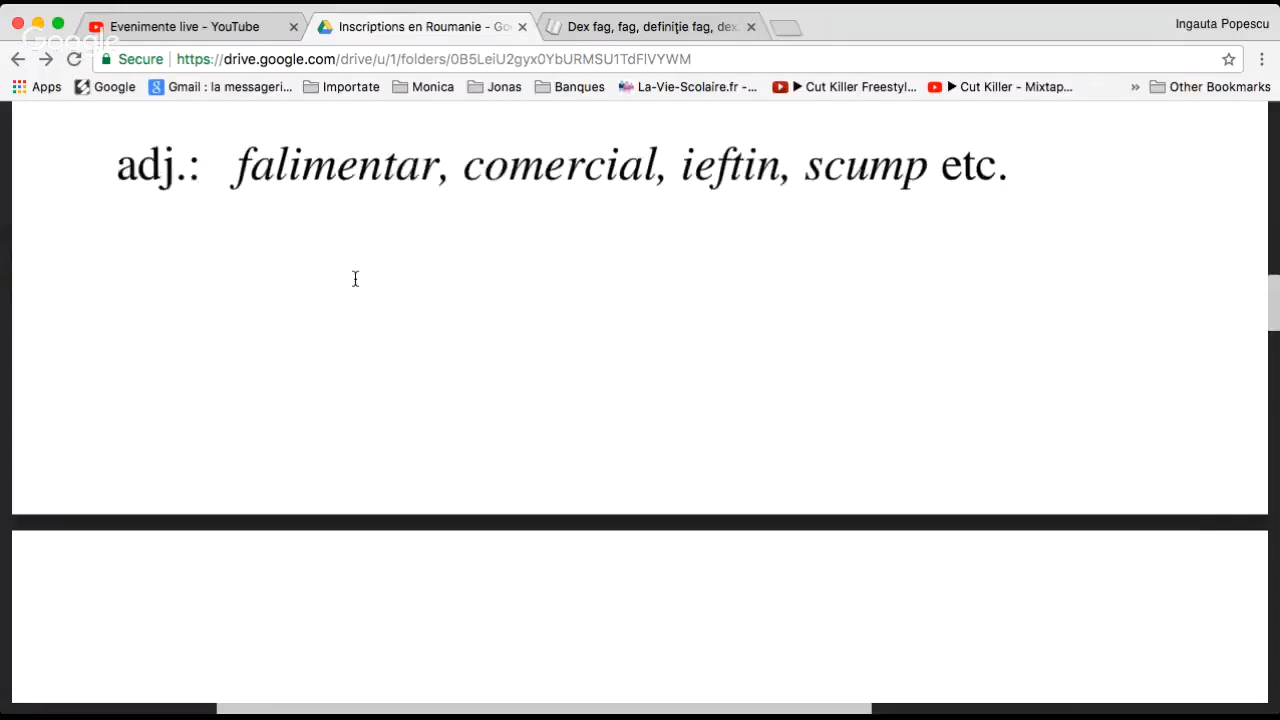 Evenimente live - YouTube
Inscriptions en Roumanie - Go
Dex fag, fag, definiţie fag, dex.
Ingauta Popescu
Google
Secure
https://drive.google.com/drive/u/1/folders/0B5LeiU2gyx0YbURMSU1TdFlVYWM
Apps
Google
Gmail : la messageri...
Importate
Monica
Jonas
Banques
La-Vie-Scolaire.fr -...
Cut Killer Freestyl...
Cut Killer - Mixtap...
» Other Bookmarks
adj.: falimentar, comercial, ieftin, scump etc.